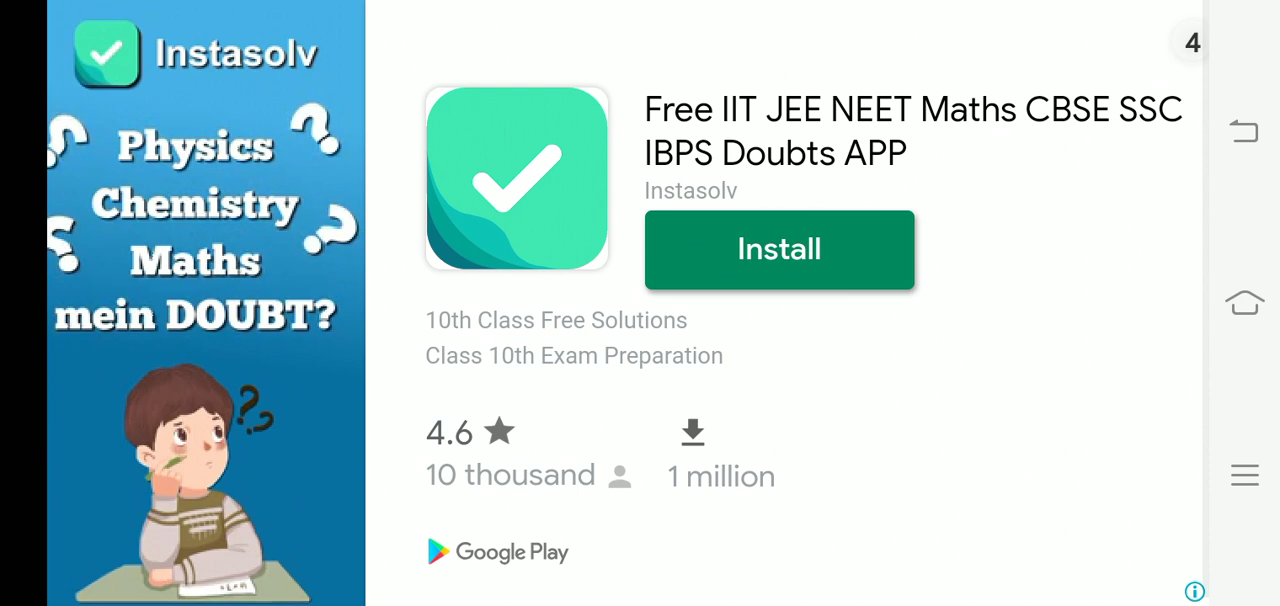 Instasolv
Physics
Chemistry
Maths
mein DOUBT?
4
Free IIT JEE NEET Maths CBSE SSC
IBPS Doubts APP
Instasolv
Install
10th Class Free Solutions
Class 10th Exam Preparation
4.6
10 thousand
1 million
Google Play